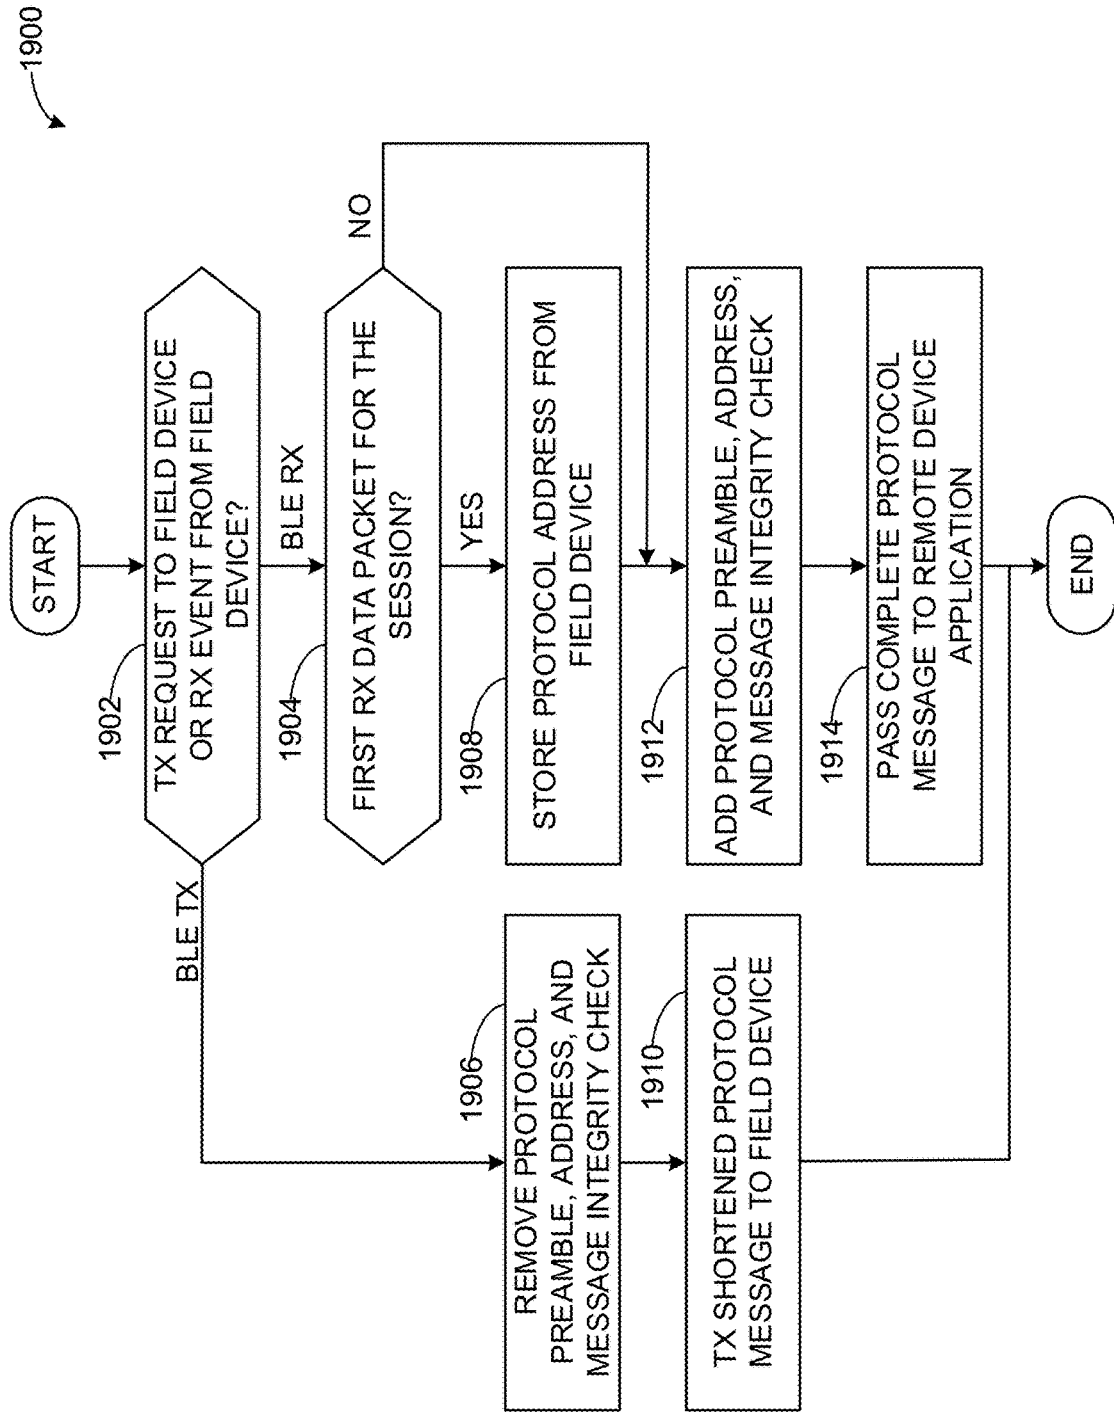 1900
START
1902
TX REQUEST TO FIELD DEVICE
OR RX EVENT FROM FIELD
DEVICE?
BLE TX
BLE RX
1904
FIRST RX DATA PACKET FOR THE
SESSION?
NO
YES
1906
REMOVE PROTOCOL
PREAMBLE, ADDRESS, AND
MESSAGE INTEGRITY CHECK
1908
STORE PROTOCOL ADDRESS FROM
FIELD DEVICE
1910
TX SHORTENED PROTOCOL
MESSAGE TO FIELD DEVICE
1912
ADD PROTOCOL PREAMBLE, ADDRESS,
AND MESSAGE INTEGRITY CHECK
1914
PASS COMPLETE PROTOCOL
MESSAGE TO REMOTE DEVICE
APPLICATION
END